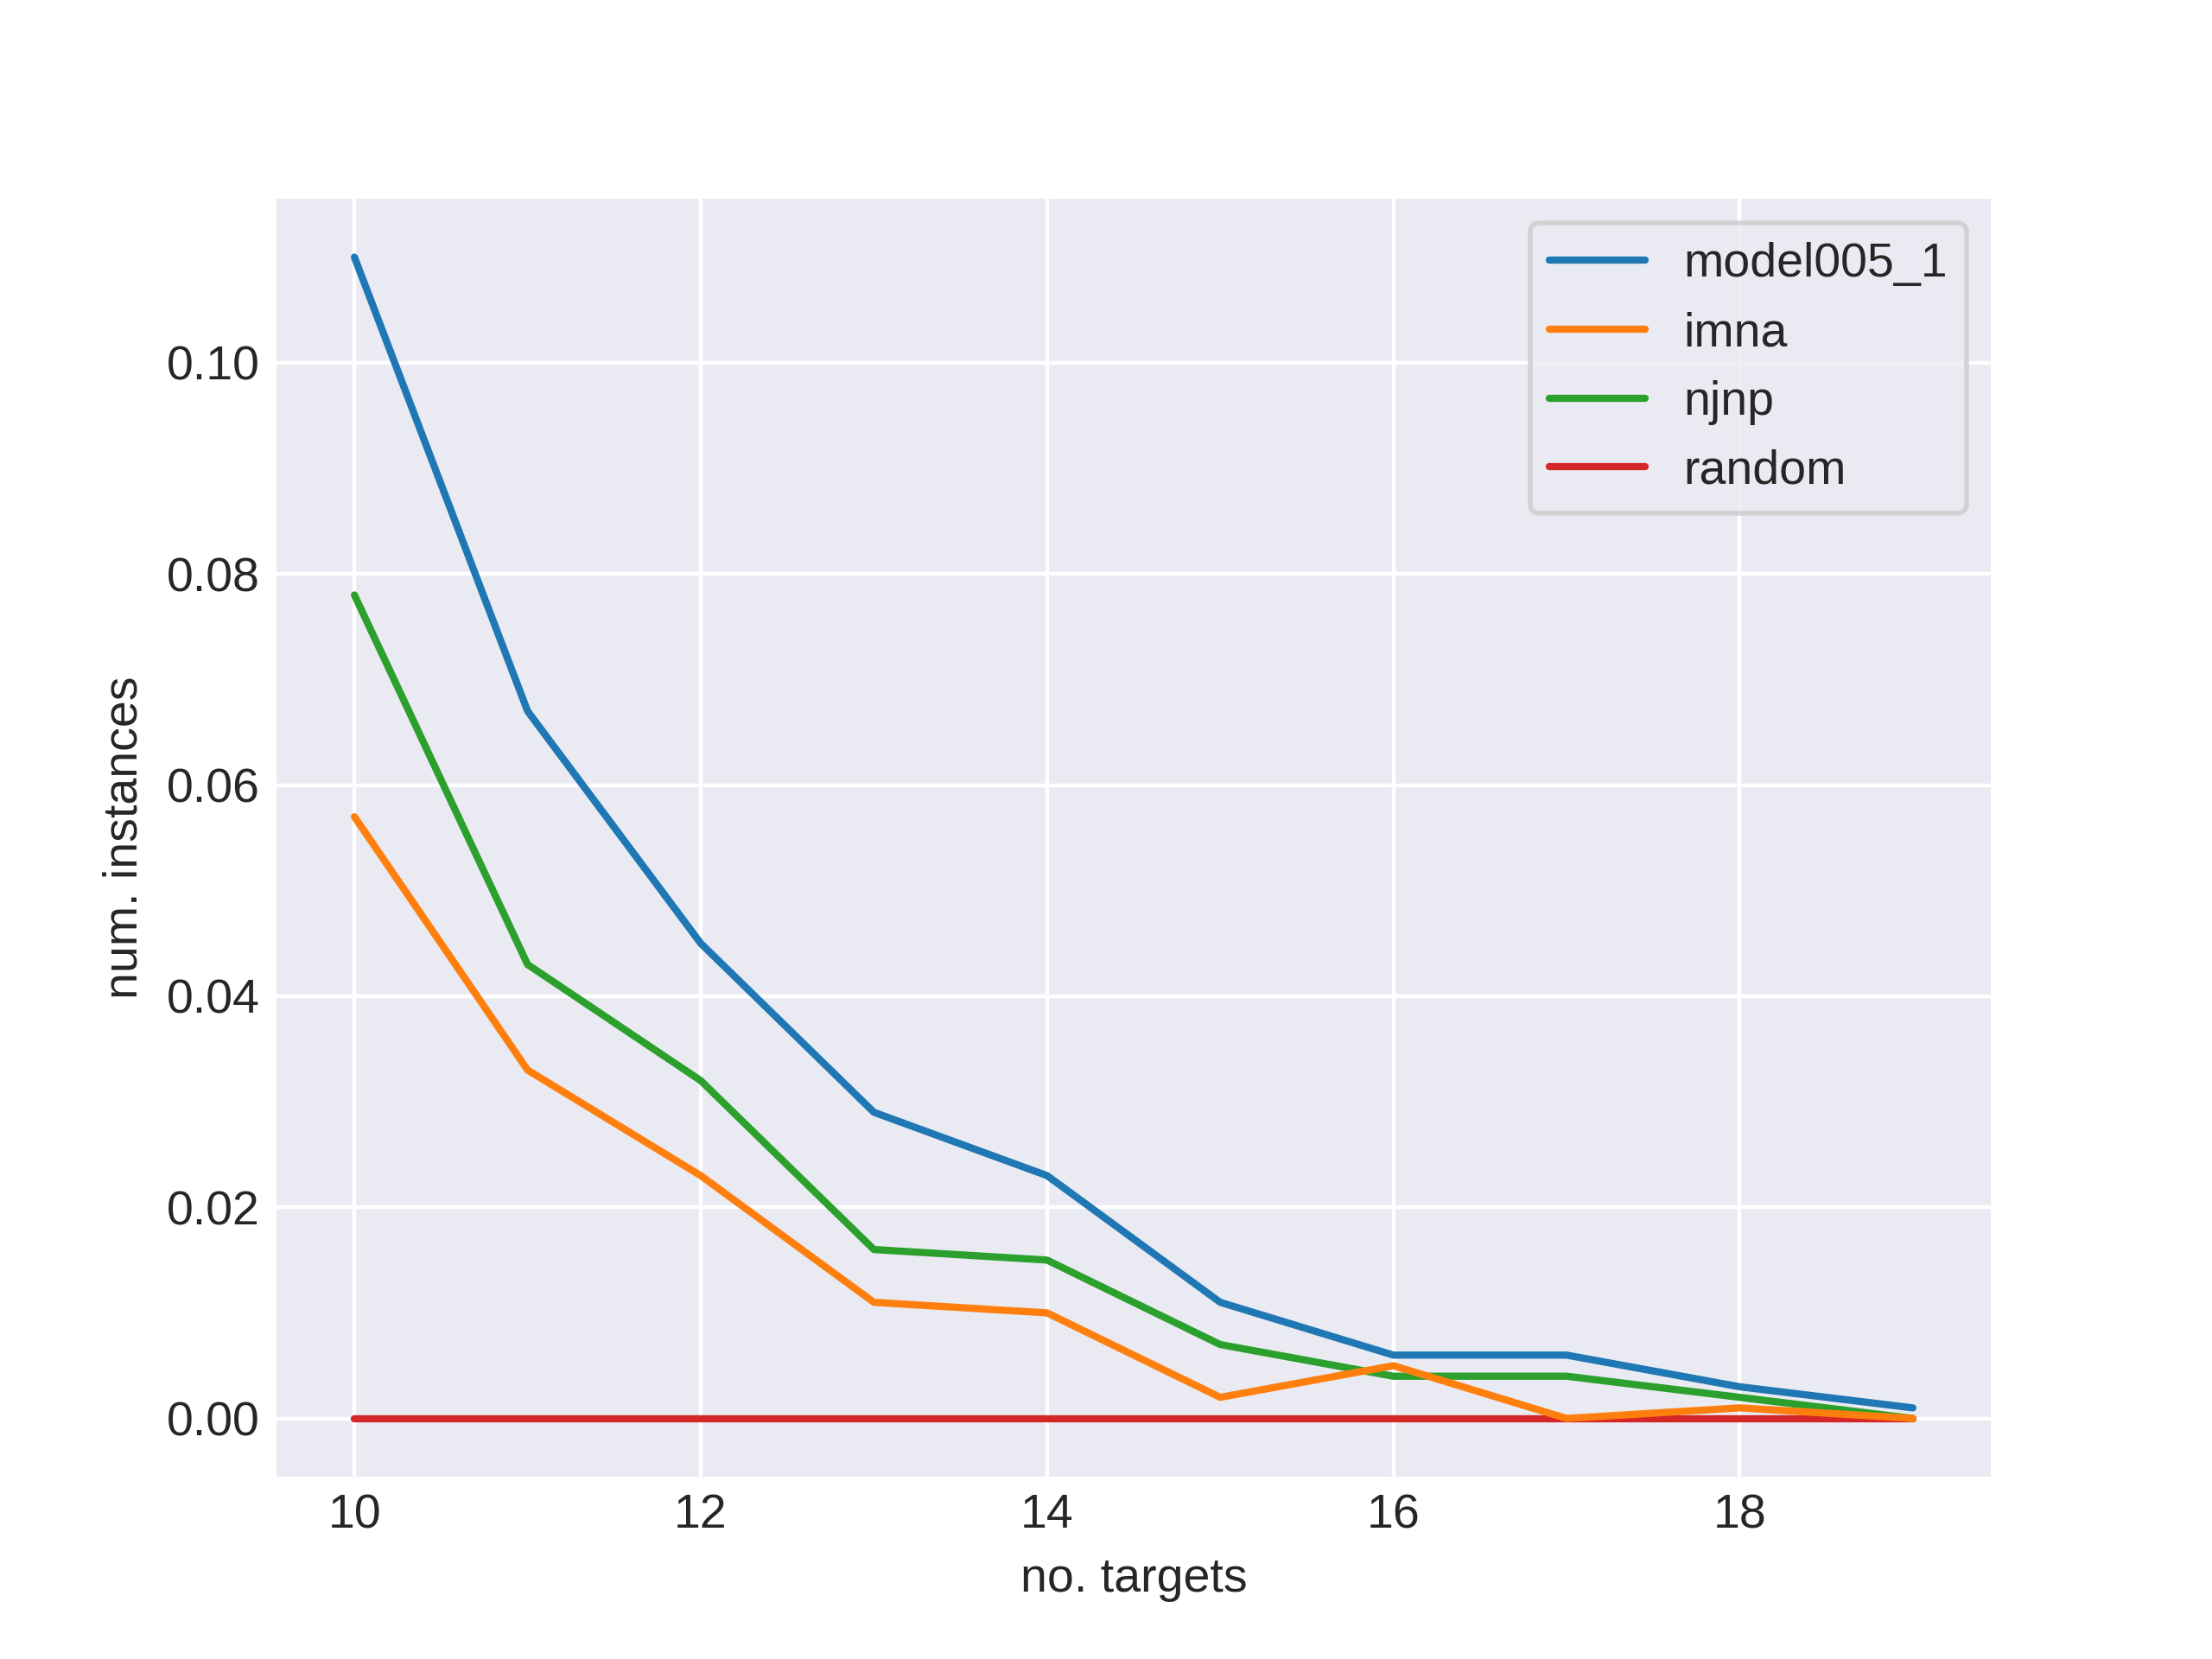 model005_1
imna
njnp
random
0.10
0.08
0.06
0.04
0.02
0.00
num. instances
10 12 14 16 18
no. targets